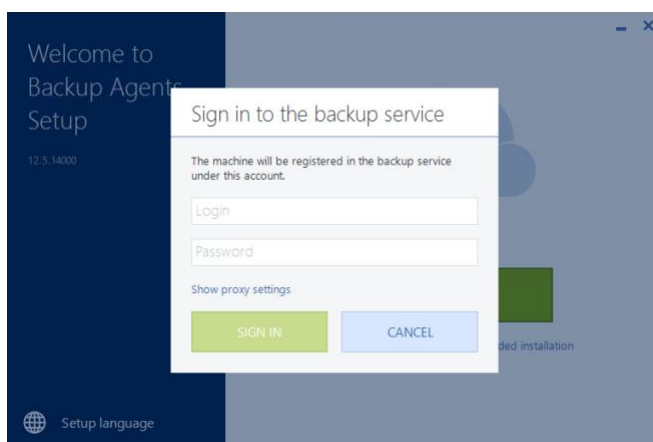 Welcome to
Backup Agents
Setup
12.5.14000
Sign in to the backup service
The machine will be registered in the backup service
under this account.
Login
Password
Show proxy settings
SIGN IN
CANCEL
ded installation
Setup language